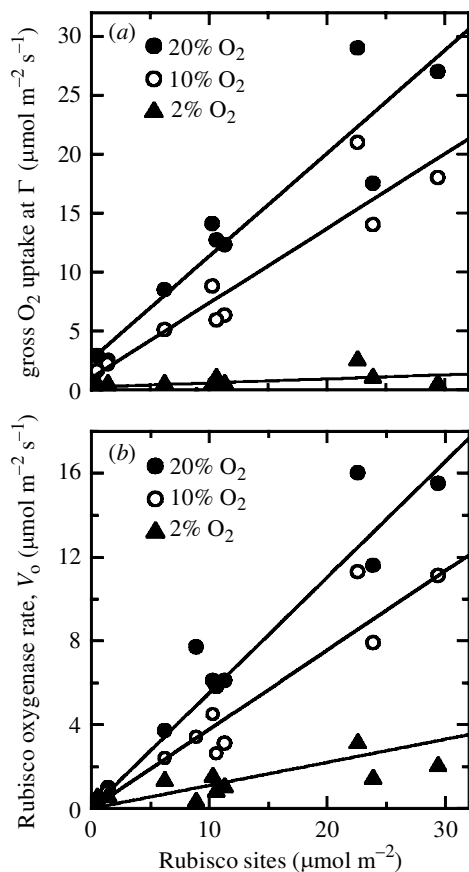 (a)
20% O₂
10% O₂
2% O₂
30
25
20
15
10
5
0
gross O₂ uptake at Γ (μmol m⁻² s⁻¹)
(b)
20% O₂
10% O₂
2% O₂
16
12
8
4
0
Rubisco oxygenase rate, Vₒ (μmol m⁻² s⁻¹)
0 10 20 30
Rubisco sites (μmol m⁻²)